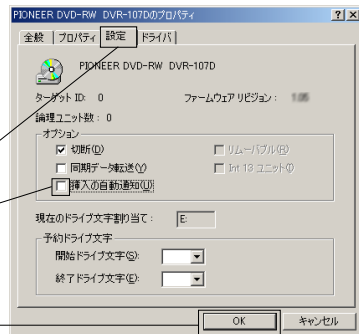 PIONEER DVD-RW DVR-107Dのプロパティ
全般 プロパティ 設定 ドライバ
PIONEER DVD-RW DVR-107D
ターゲット ID: 0 ファームウェア リビジョン:
論理ユニット数: 0
オプション
切断(D) リムーバブル(R)
同期データ転送(Y) Int 13 ユニット(I)
挿入の自動通知(U)
現在のドライブ文字割り当て: E:
予約ドライブ文字
開始ドライブ文字(S):
終了ドライブ文字(E):
OK キャンセル